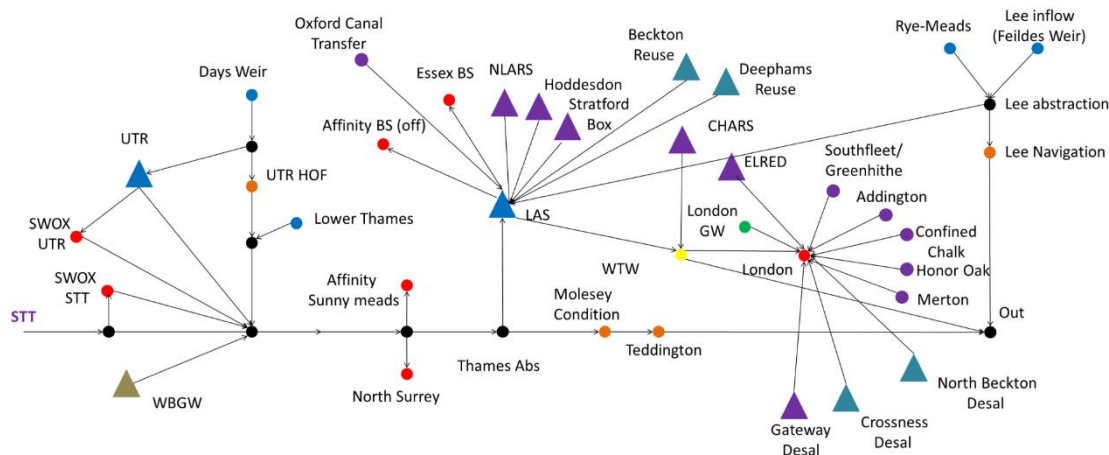 Oxford Canal
Transfer
Beckton
Reuse
Rye-Meads
Lee inflow
(Feildes Weir)
Days Weir
Essex BS
NLARS
Hoddesdon
Stratford
Box
Deephams
Reuse
Lee abstraction
Affinity BS (off)
CHARS
UTR
ELRED
Southfleet/
Greenhithe
Lee Navigation
UTR HOF
Addington
SWOX
UTR
Lower Thames
LAS
London
GW
Confined
Chalk
SWOX
STT
Affinity
Sunny meads
WTW
London
Honor Oak
Merton
STT
Molesey
Condition
Out
Thames Abs
Teddington
WBGW
North Surrey
North Beckton
Desal
Gateway
Desal
Crossness
Desal